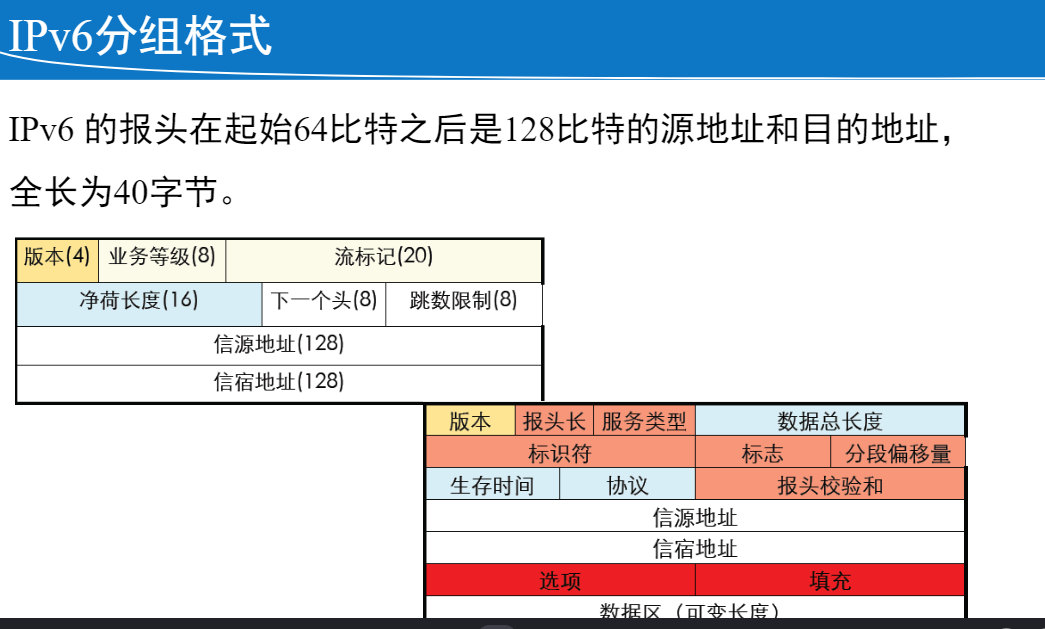 IPv6分组格式
IPv6 的报头在起始64比特之后是128比特的源地址和目的地址，
全长为40字节。
版本(4) 业务等级(8) 流标记(20)
净荷长度(16) 下一个头(8) 跳数限制(8)
信源地址(128)
信宿地址(128)
版本 报头长 服务类型 数据总长度
标识符 标志 分段偏移量
生存时间 协议 报头校验和
信源地址
信宿地址
选项 填充
数据区（可变长度）